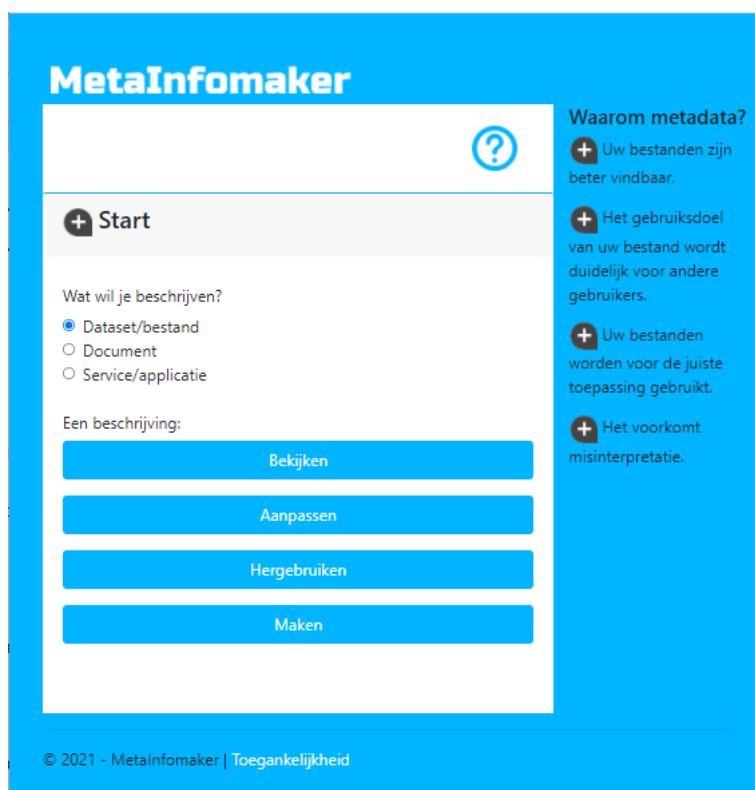 MetaInfomaker
Start
Wat wil je beschrijven?
Dataset/bestand
Document
Service/applicatie
Een beschrijving:
Bekijken
Aanpassen
Hergebruiken
Maken
Waarom metadata?
Uw bestanden zijn
beter vindbaar.
Het gebruiksdoel
van uw bestand wordt
duidelijk voor andere
gebruikers.
Uw bestanden
worden voor de juiste
toepassing gebruikt.
Het voorkomt
misinterpretatie.
© 2021 - MetaInfomaker | Toegankelijkheid